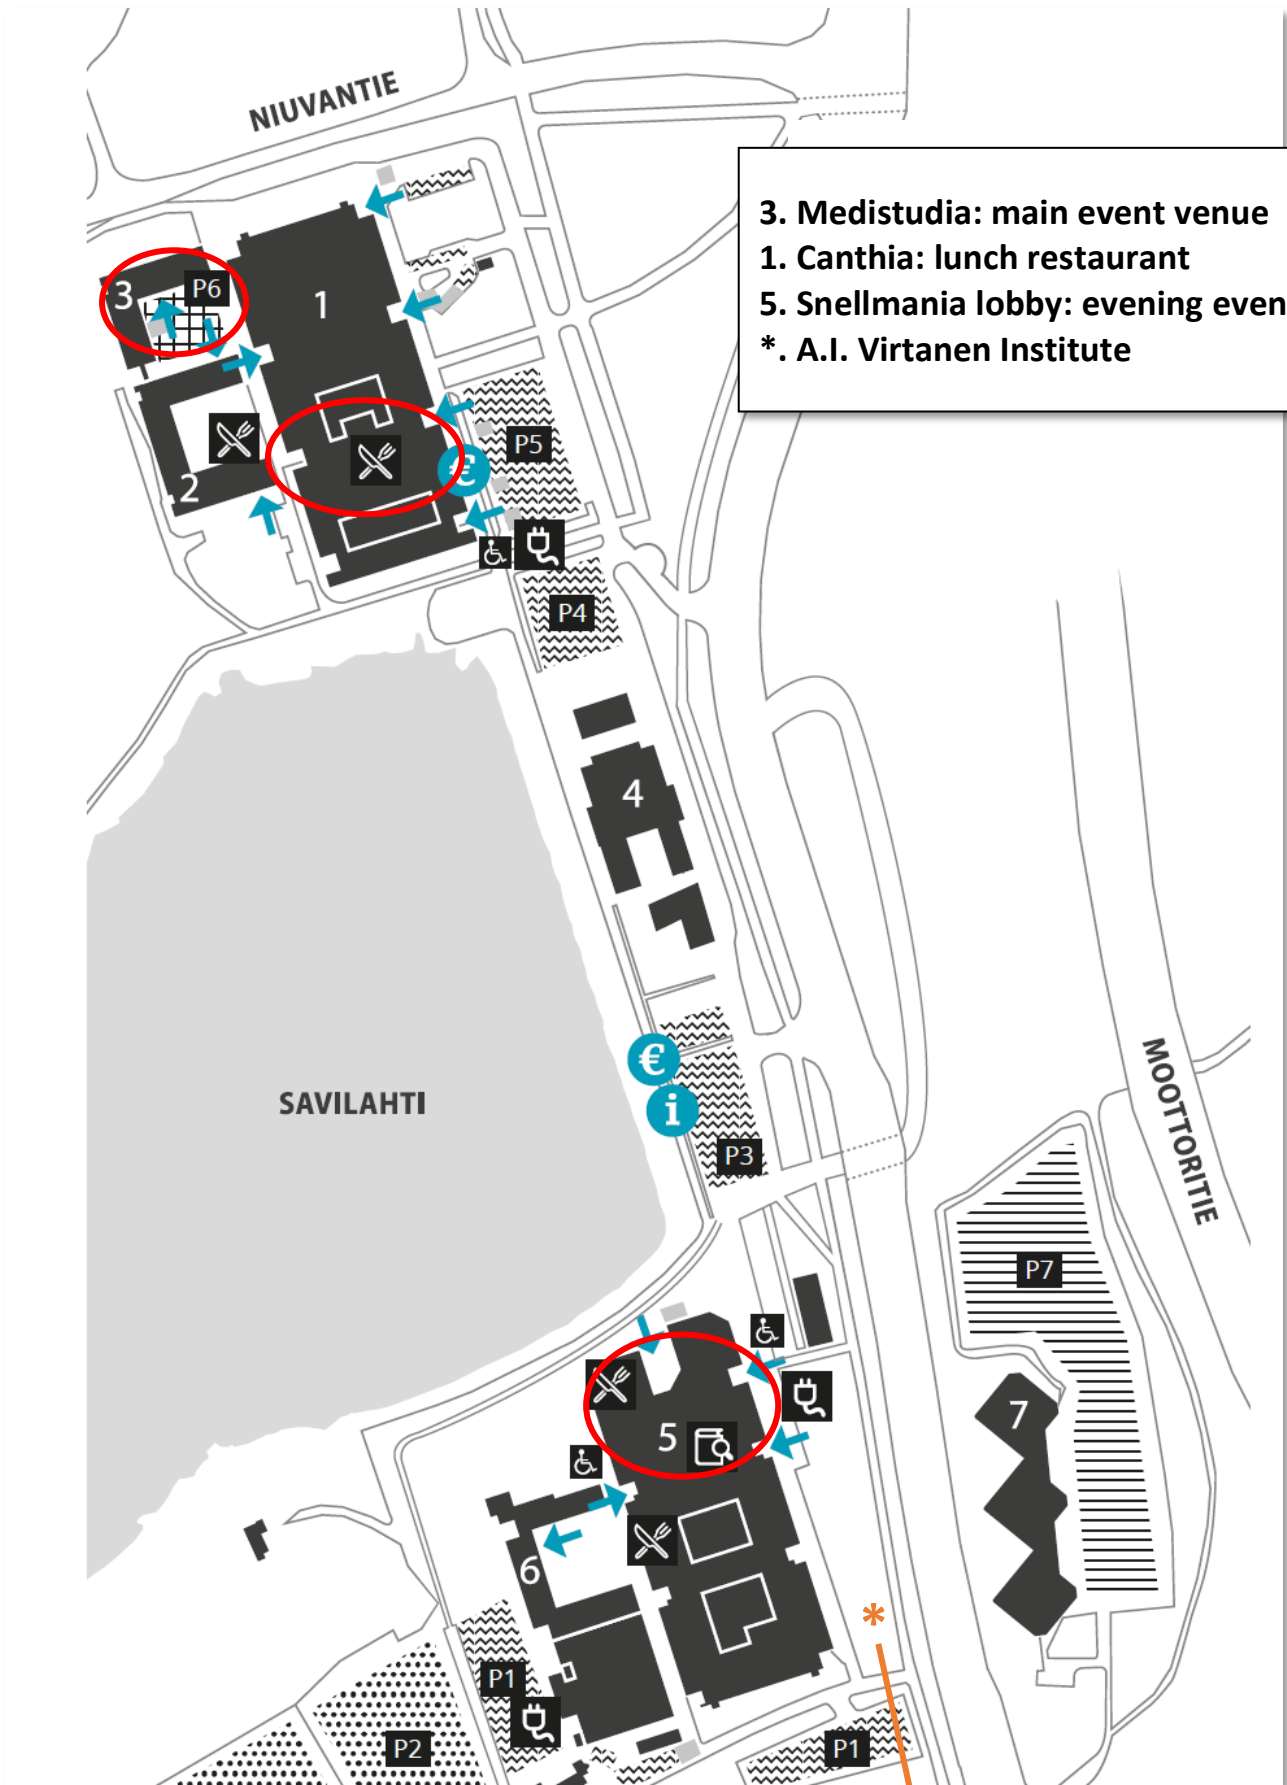 NIUVANTIE
3. Medistudia: main event venue
1. Canthia: lunch restaurant
5. Snellmania lobby: evening even
*. A.I. Virtanen Institute
3
P6
1
2
€
P5
P4
4
SAVILAHTI
€
i
P3
MOOTTORITIE
P7
5
7
6
*
P1
P2
P1